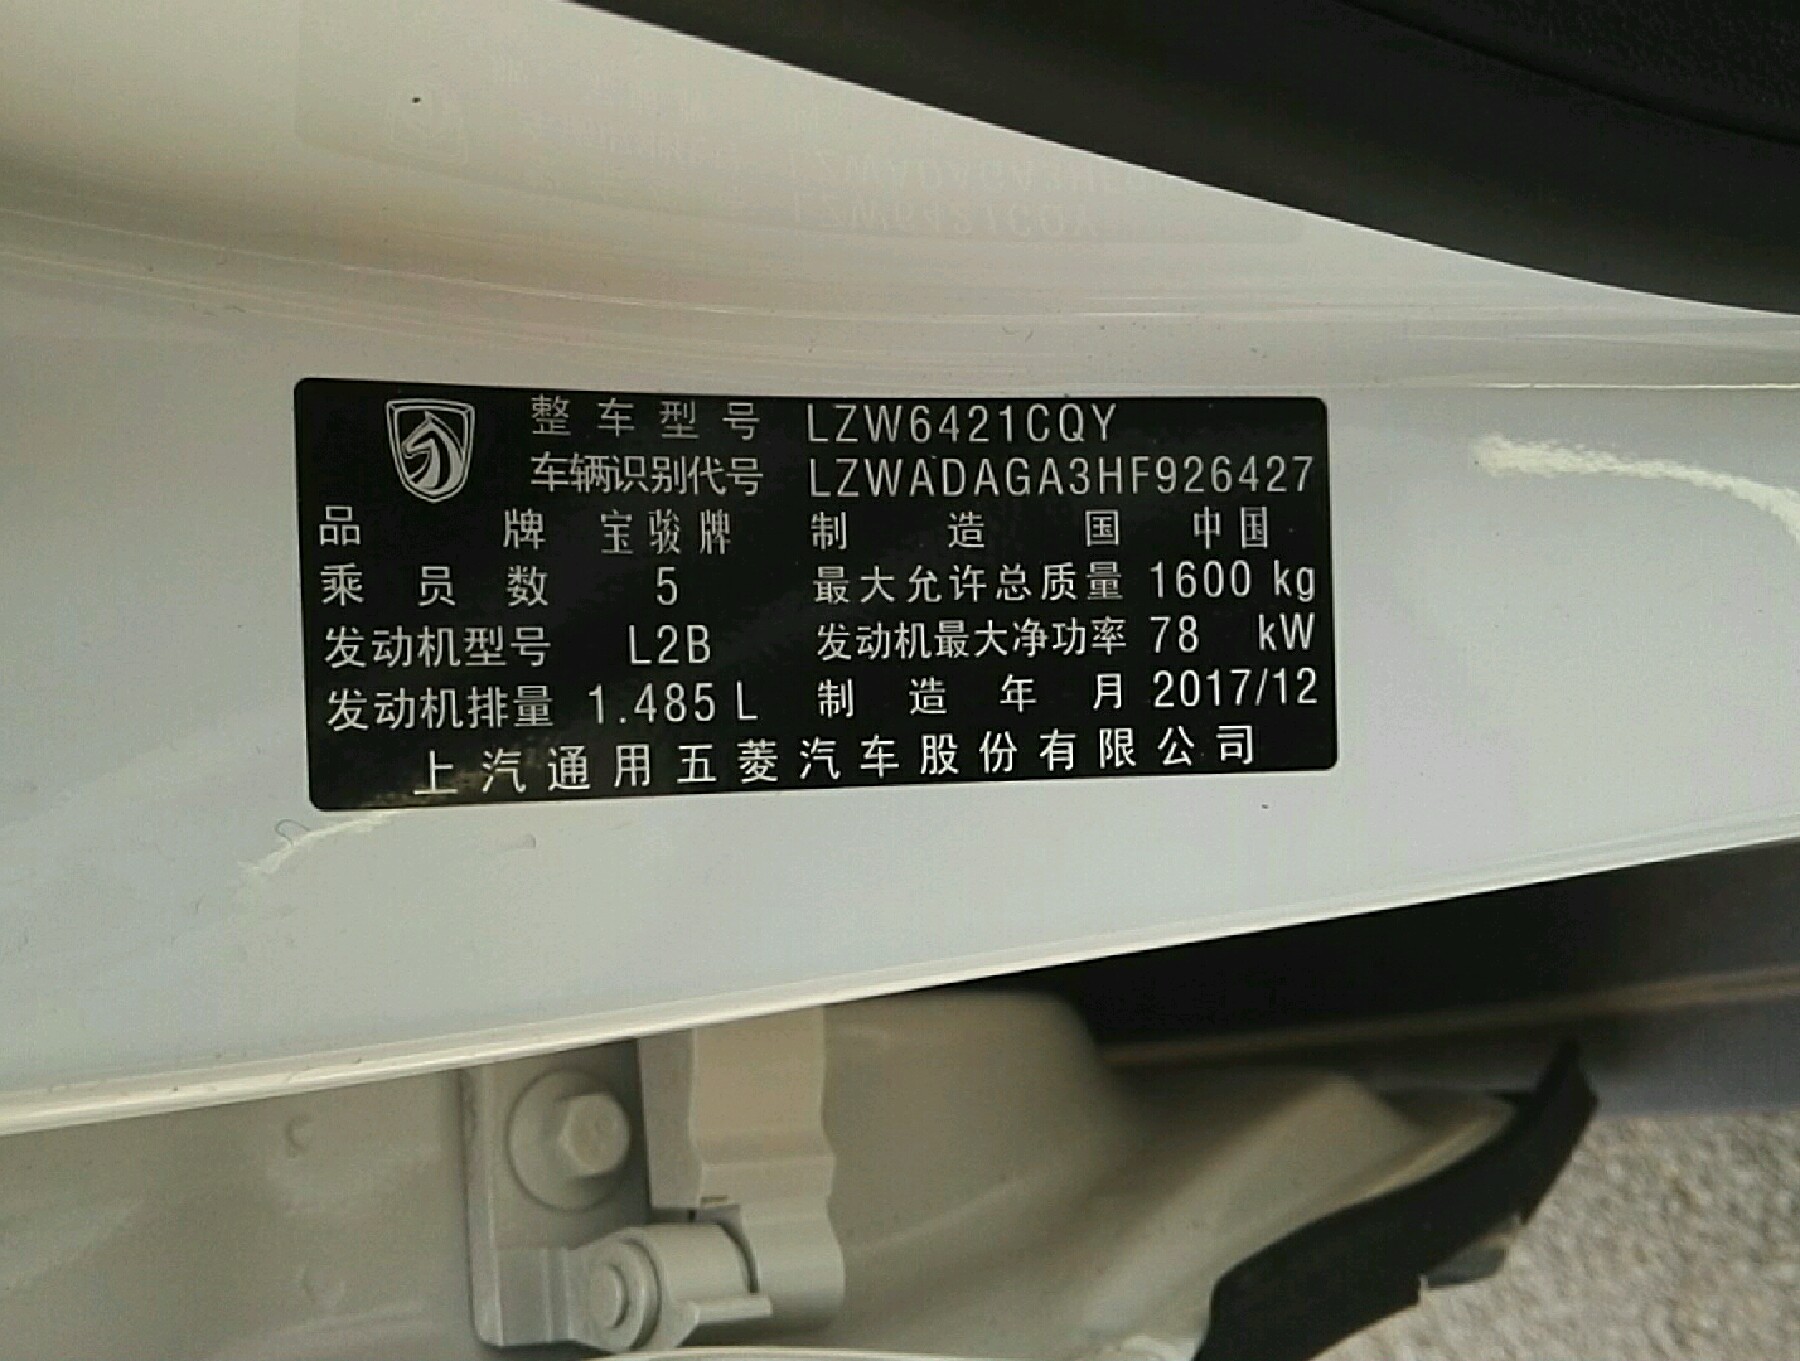 整车型号 LZW6421CQY
车辆识别代号 LZWADAGA3HF926427
品牌 宝骏牌 制造国 中国
乘员数 5 最大允许总质量 1600 kg
发动机型号 L2B 发动机最大净功率 78 kW
发动机排量 1.485 L 制造年月 2017/12
上汽通用五菱汽车股份有限公司